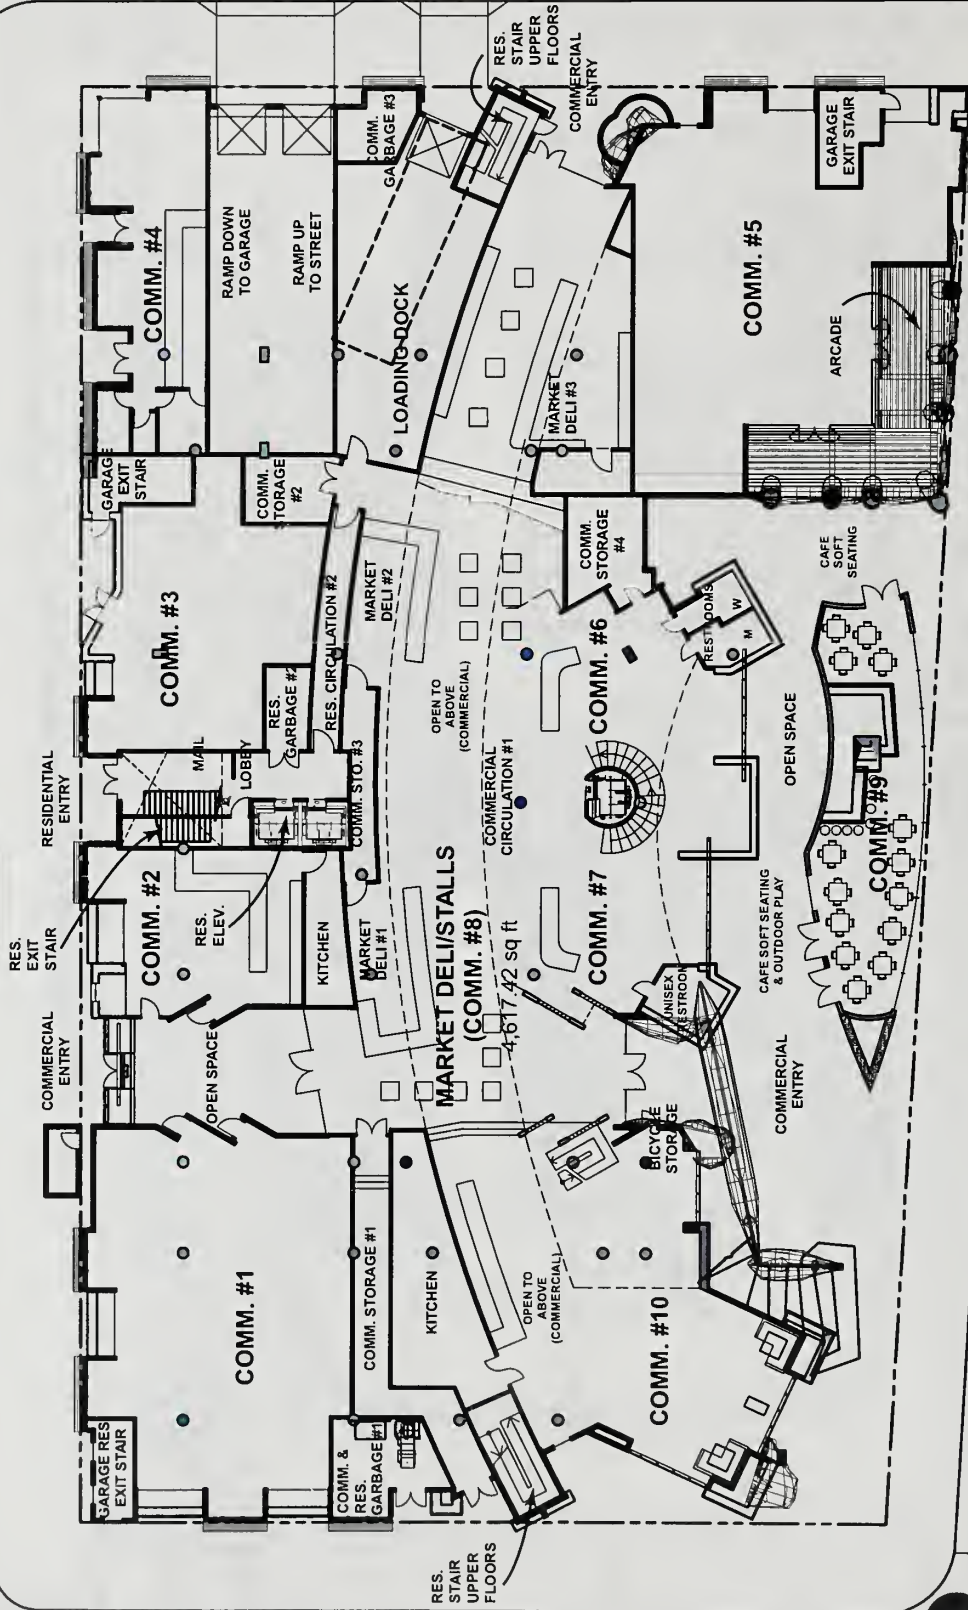 RES.
STAIR
UPPER
FLOORS
COMMERCIAL
ENTRY
COMM.
GARBAGE #3
GARAGE
EXIT STAIR
COMM. #4
RAMP DOWN
TO GARAGE
RAMP UP
TO STREET
LOADING DOCK
COMM. #5
ARCADE
MARKET
DELI #3
GARAGE
EXIT
STAIR
COMM.
STORAGE
#2
COMM.
STORAGE
#4
CAFE
SOFT
SEATING
COMM. #3
RES. CIRCULATION #2
MARKET
DELI #2
RESTROOMS
W
M
RES.
GARBAGE #2
OPEN TO
ABOVE
(COMMERCIAL)
COMM. #6
OPEN SPACE
RESIDENTIAL
ENTRY
MAIL
LOBBY
COMM. STO. #3
COMMERCIAL
CIRCULATION #1
COMM. #9
RES.
EXIT
STAIR
COMM. #2
RES.
ELEV.
KITCHEN
MARKET
DELI #1
MARKET DELI/STALLS
(COMM. #8)
4,617.42 sq ft
COMM. #7
UNISEX
RESTROOM
CAFE SOFT SEATING
& OUTDOOR PLAY
COMMERCIAL
ENTRY
OPEN SPACE
BICYCLE
STORAGE
COMMERCIAL
ENTRY
COMM. #1
COMM. STORAGE #1
KITCHEN
OPEN TO
ABOVE
(COMMERCIAL)
COMM. #10
GARAGE RES
EXIT STAIR
COMM. &
RES.
GARBAGE #1
RES.
STAIR
UPPER
FLOORS